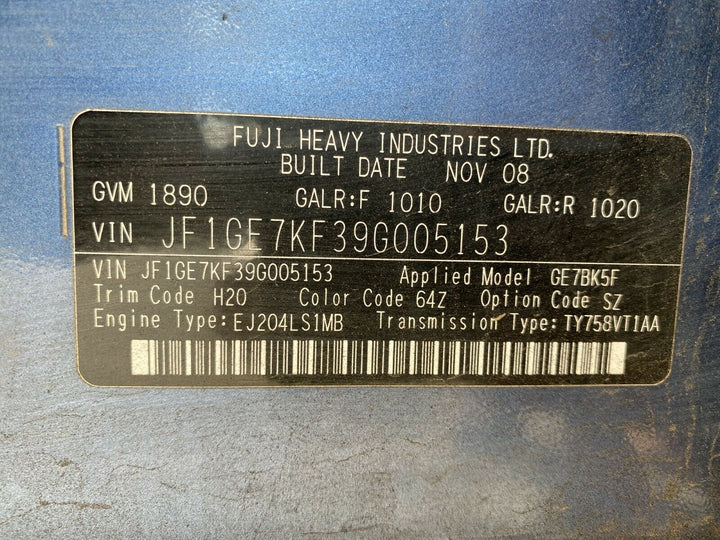 FUJI HEAVY INDUSTRIES LTD.
BUILT DATE NOV 08
GVM 1890 GALR:F 1010 GALR:R 1020
VIN JF1GE7KF39G005153
VIN JF1GE7KF39G005153 Applied Model GE7BK5F
Trim Code H20 Color Code 64Z Option Code SZ
Engine Type:EJ204LS1MB Transmission Type:TY758VT1AA